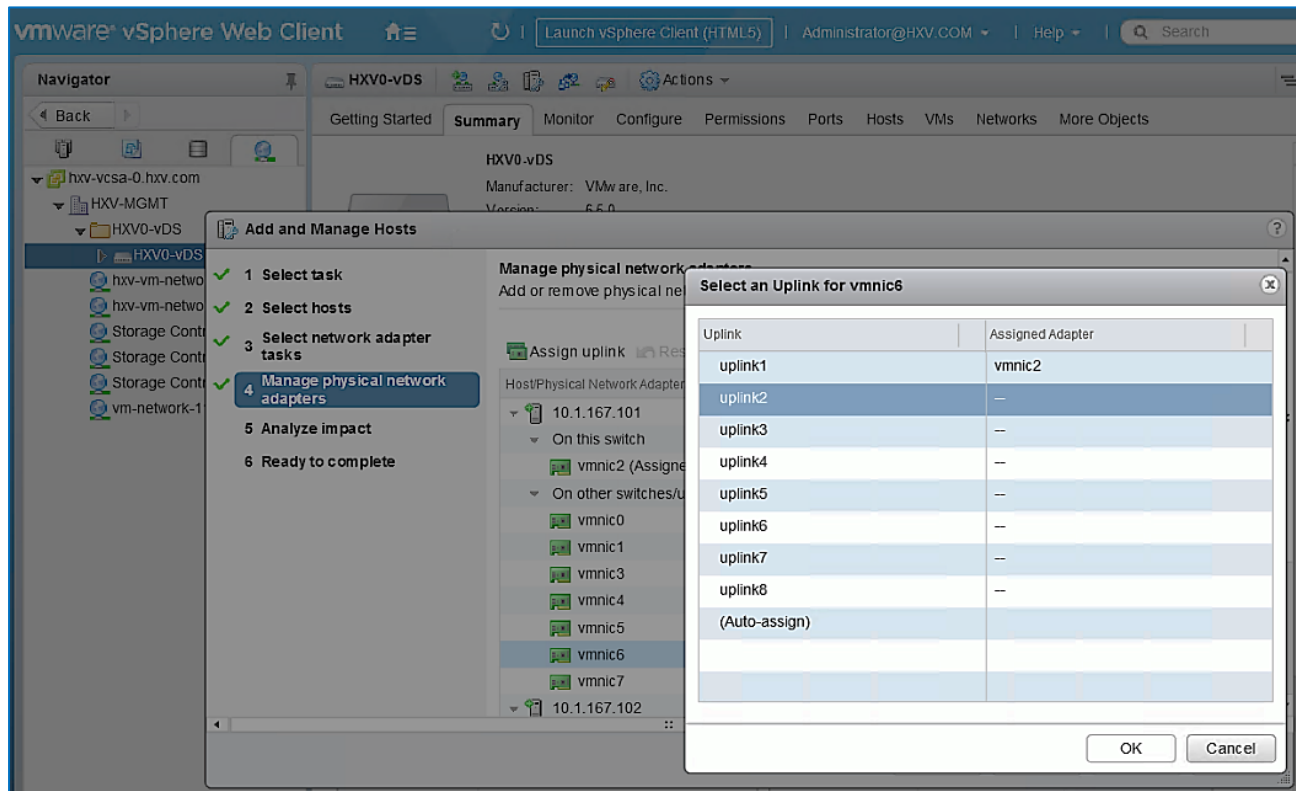 vmware® vSphere Web Client
Launch vSphere Client (HTML5)
Administrator@HXV.COM
Help
Search
Navigator
Back
hxv-vcsa-0.hxv.com
HXV-MGMT
HXV0-vDS
HXV0-vDS
hxv-vm-netwo
hxv-vm-netwo
Storage Contr
Storage Contr
Storage Contr
vm-network-1
HXV0-vDS
Actions
Getting Started Summary Monitor Configure Permissions Ports Hosts VMs Networks More Objects
HXV0-vDS
Manufacturer: VMware, Inc.
Version: 6.6.0
Add and Manage Hosts
?
1 Select task
2 Select hosts
3 Select network adapter
tasks
4 Manage physical network
adapters
5 Analyze impact
6 Ready to complete
Manage physical network adapters
Add or remove physical ne
Assign uplink Res
Host/Physical Network Adapter
10.1.167.101
On this switch
vmnic2 (Assigne
On other switches/u
vmnic0
vmnic1
vmnic3
vmnic4
vmnic5
vmnic6
vmnic7
10.1.167.102
Select an Uplink for vmnic6
Uplink Assigned Adapter
uplink1 vmnic2
uplink2 --
uplink3 --
uplink4 --
uplink5 --
uplink6 --
uplink7 --
uplink8 --
(Auto-assign)
OK Cancel